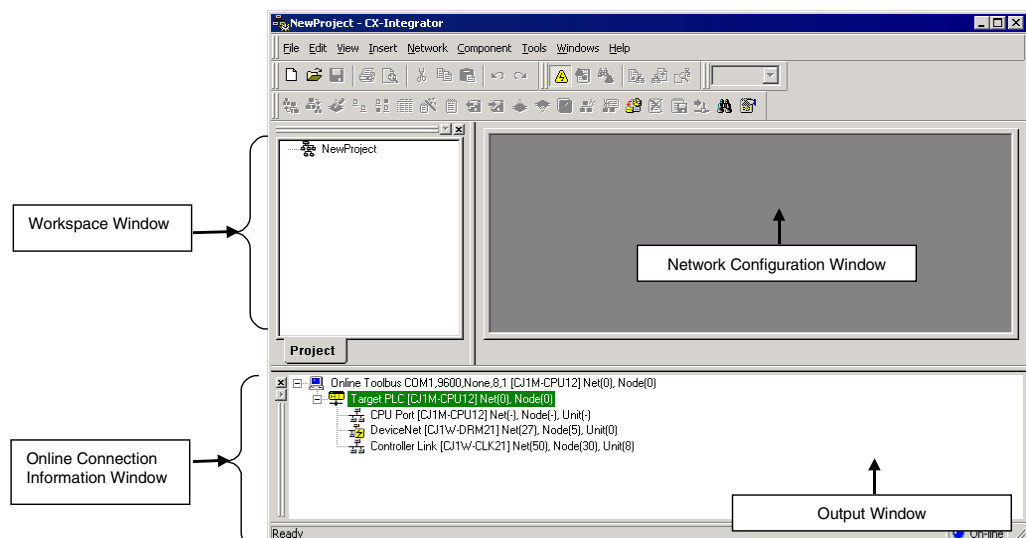 NewProject - CX-Integrator
File Edit View Insert Network Component Tools Windows Help
NewProject
Workspace Window
Network Configuration Window
Project
Online Toolbus COM1,9600,None,8,1 [CJ1M-CPU12] Net(0), Node(0)
Target PLC [CJ1M-CPU12] Net(0), Node(0)
CPU Port [CJ1M-CPU12] Net(-), Node(-), Unit(-)
DeviceNet [CJ1W-DRM21] Net(27), Node(5), Unit(0)
Controller Link [CJ1W-CLK21] Net(50), Node(30), Unit(8)
Online Connection
Information Window
Output Window
Ready
On-line